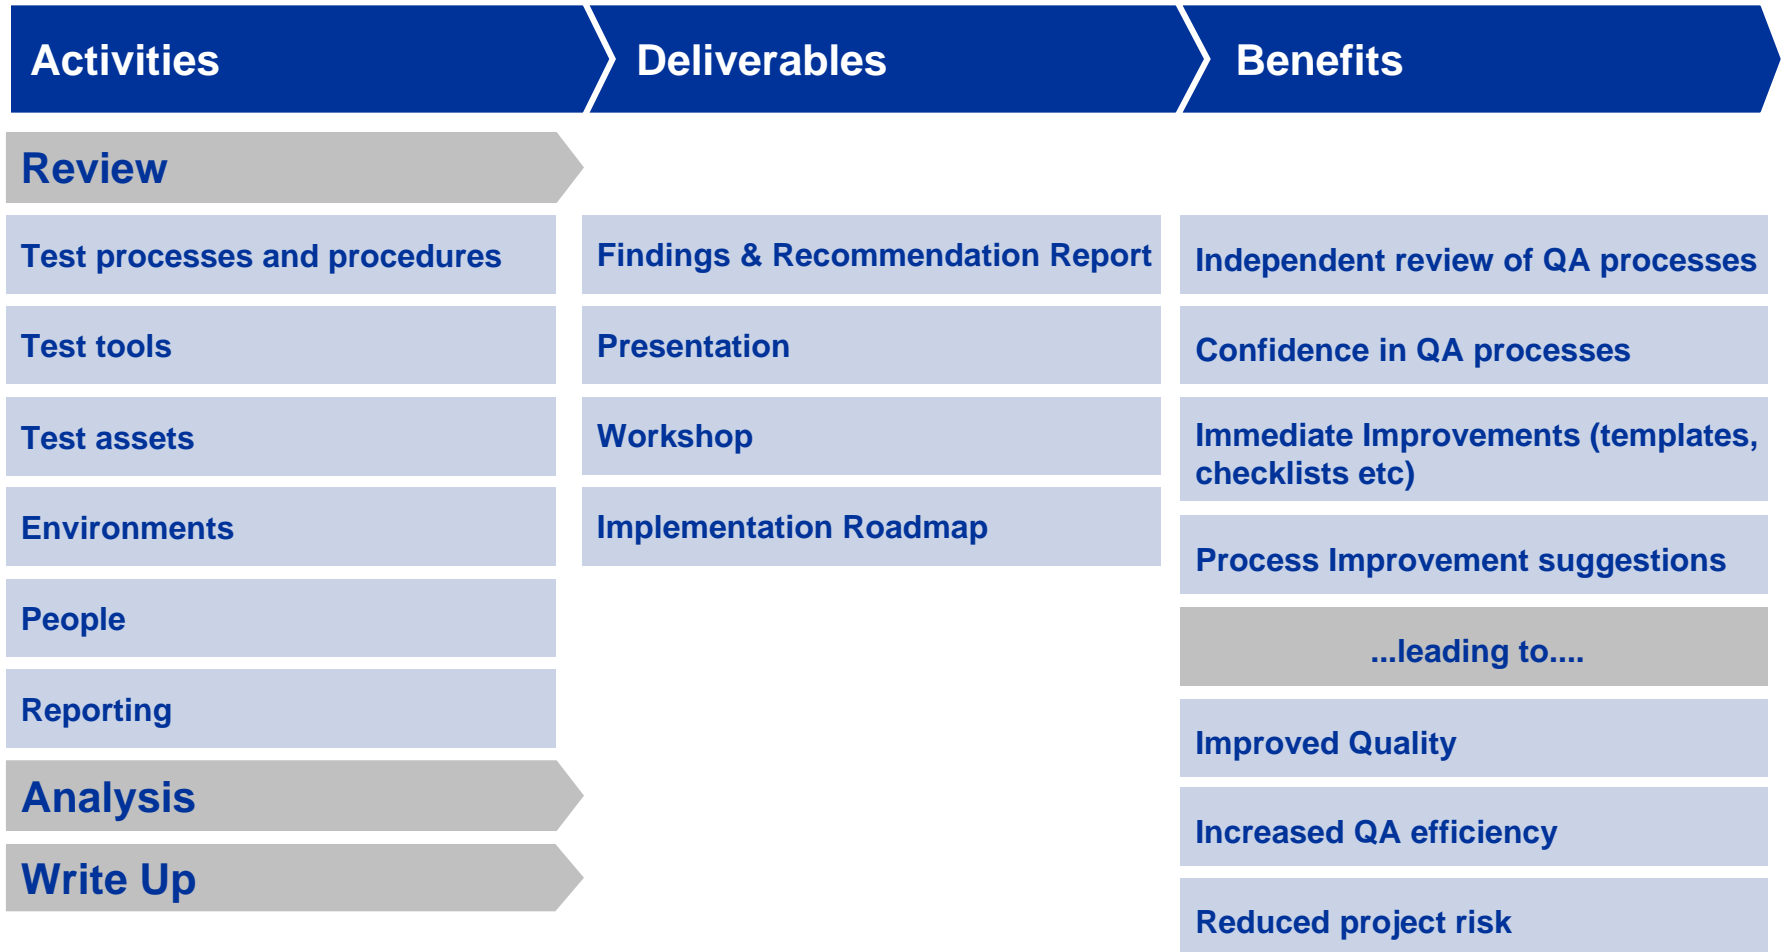 Activities
Deliverables
Benefits
Review
Test processes and procedures
Test tools
Test assets
Environments
People
Reporting
Analysis
Write Up
Findings & Recommendation Report
Presentation
Workshop
Implementation Roadmap
Independent review of QA processes
Confidence in QA processes
Immediate Improvements (templates,
checklists etc)
Process Improvement suggestions
...leading to....
Improved Quality
Increased QA efficiency
Reduced project risk